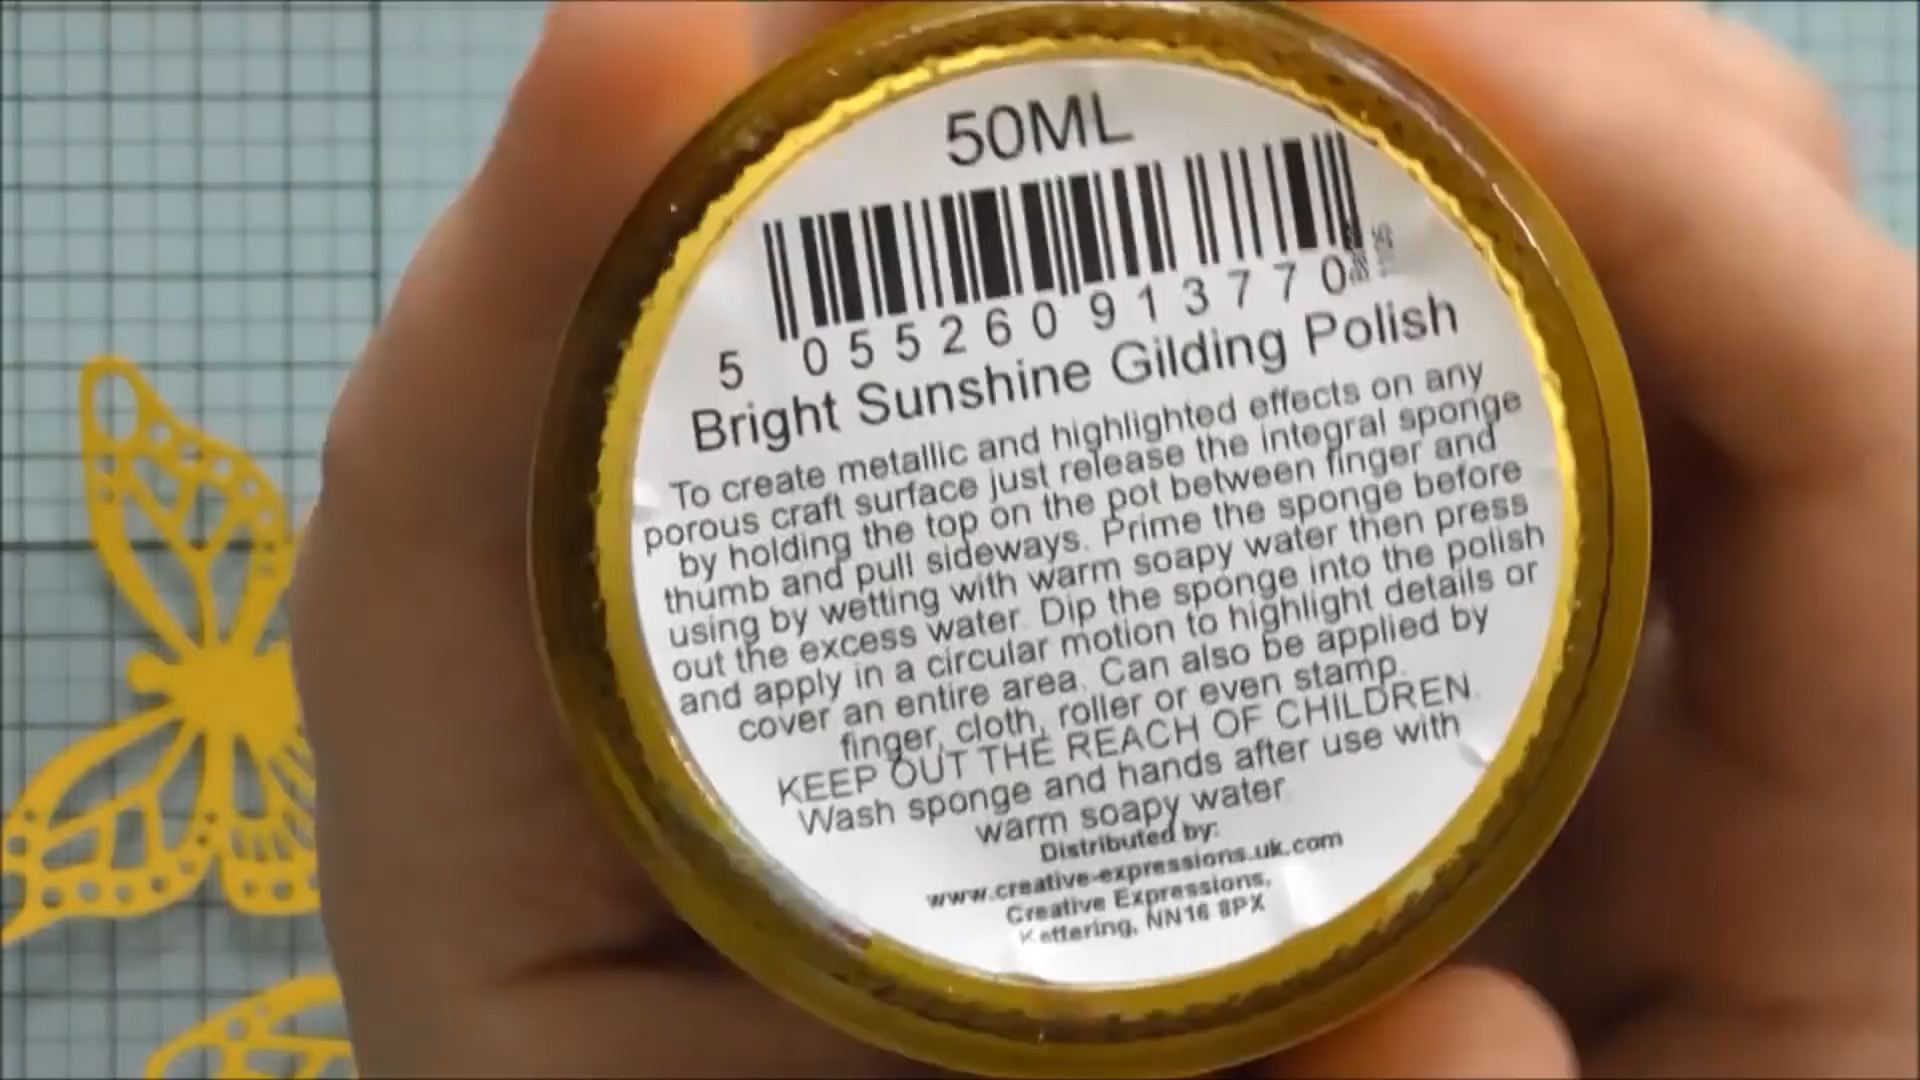 50ML
5 055260 913770
Bright Sunshine Gilding Polish
To create metallic and highlighted effects on any
porous craft surface just release the integral sponge
by holding the top on the pot between finger and
thumb and pull sideways. Prime the sponge before
using by wetting with warm soapy water then press
out the excess water. Dip the sponge into the polish
and apply in a circular motion to highlight details or
cover an entire area. Can also be applied by
finger, cloth, roller or even stamp.
KEEP OUT THE REACH OF CHILDREN.
Wash sponge and hands after use with
warm soapy water.
Distributed by:
www.creative-expressions.uk.com
Creative Expressions,
Kettering, NN16 8PX